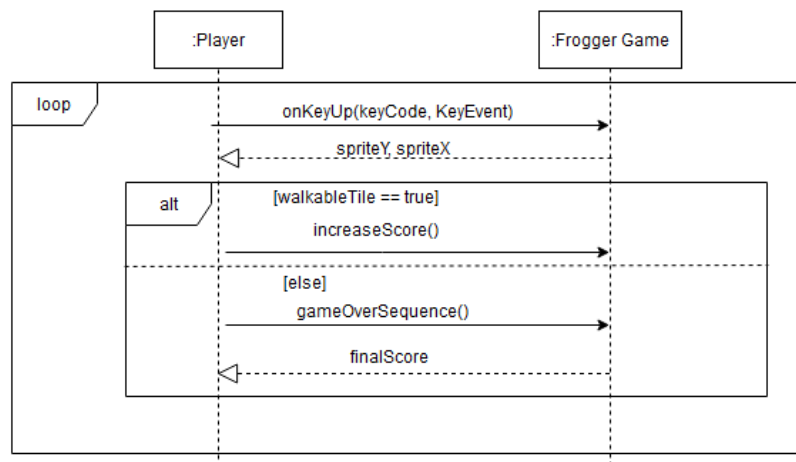 :Player
:Frogger Game
loop
onKeyUp(keyCode, KeyEvent)
spriteY, spriteX
alt
[walkableTile == true]
increaseScore()
[else]
gameOverSequence()
finalScore